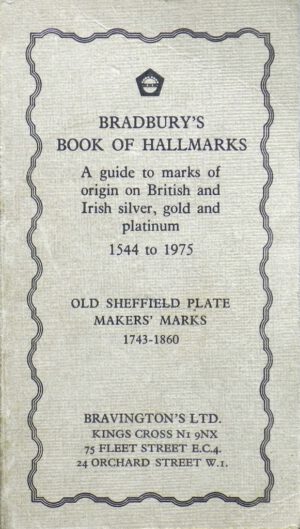 BRADBURY'S
BOOK OF HALLMARKS
A guide to marks of
origin on British and
Irish silver, gold and
platinum
1544 to 1975
OLD SHEFFIELD PLATE
MAKERS' MARKS
1743-1860
BRAVINGTON'S LTD.
KINGS CROSS N1 9NX
75 FLEET STREET E.C.4.
24 ORCHARD STREET W.1.